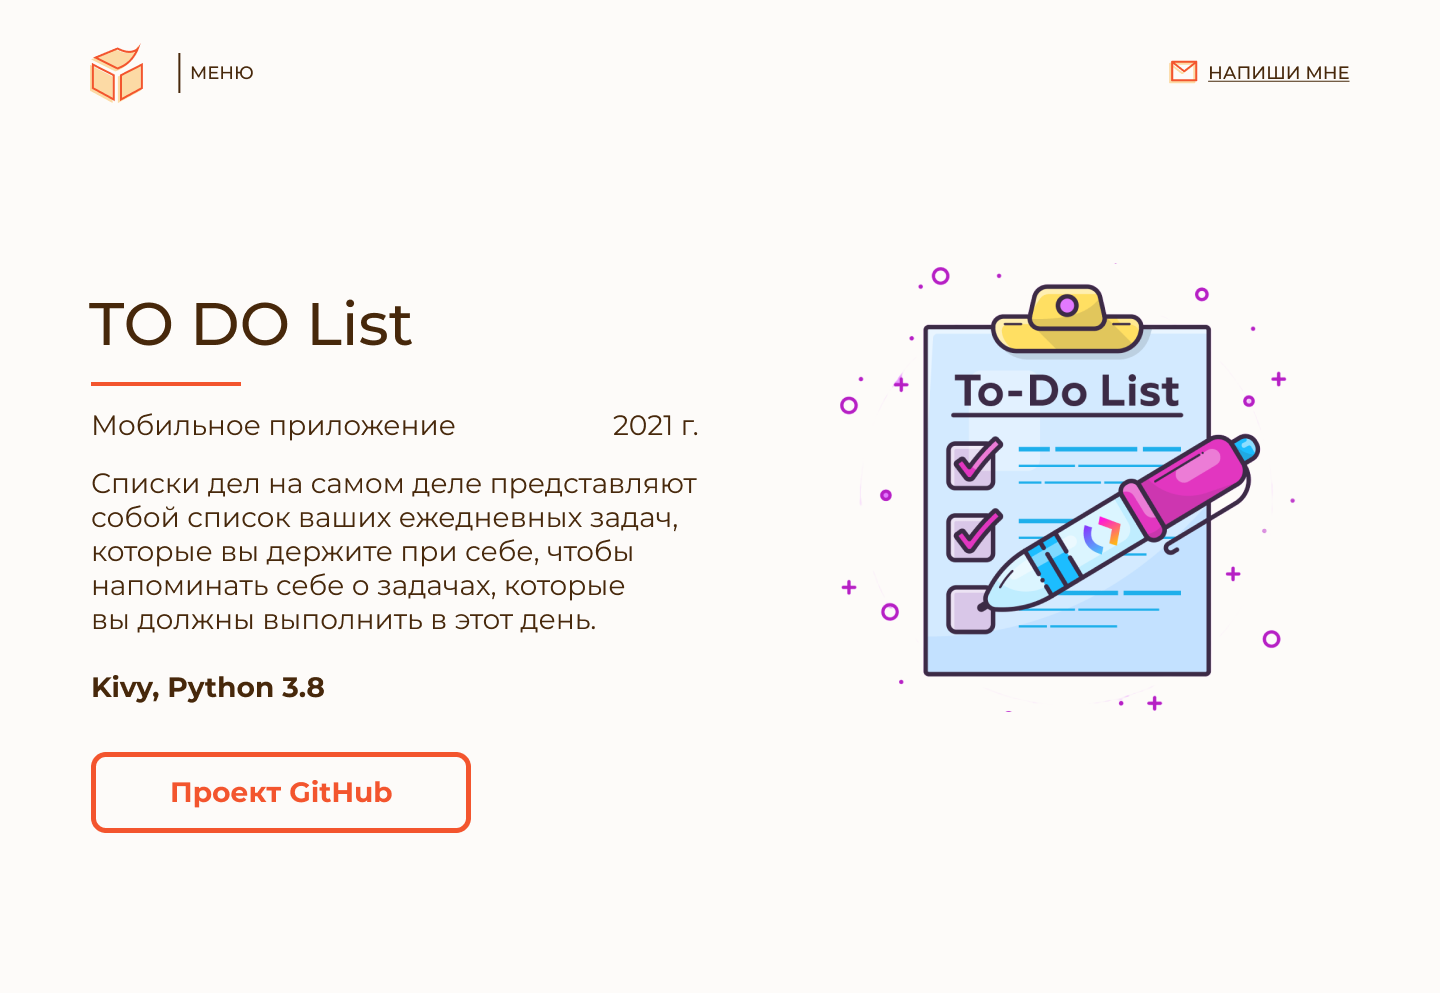 МЕНЮ
НАПИШИ МНЕ
TO DO List
Мобильное приложение
2021 г.
Списки дел на самом деле представляют
собой список ваших ежедневных задач,
которые вы держите при себе, чтобы
напоминать себе о задачах, которые
вы должны выполнить в этот день.
Kivy, Python 3.8
Проект GitHub
To-Do List